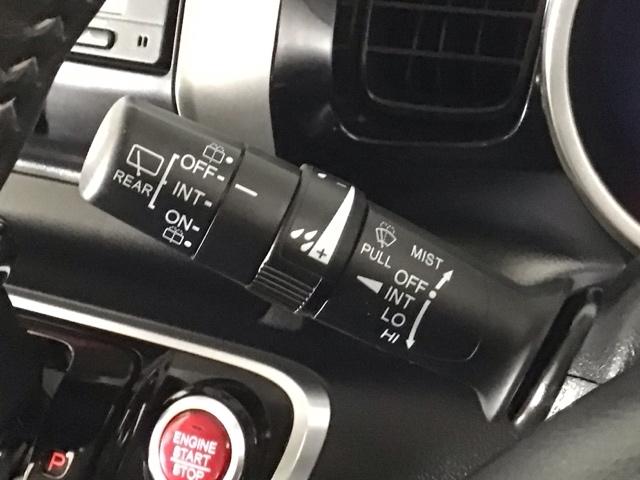 REAR
OFF
INT
ON
- +
PULL
MIST
OFF
INT
LO
HI
ENGINE
START
STOP
P